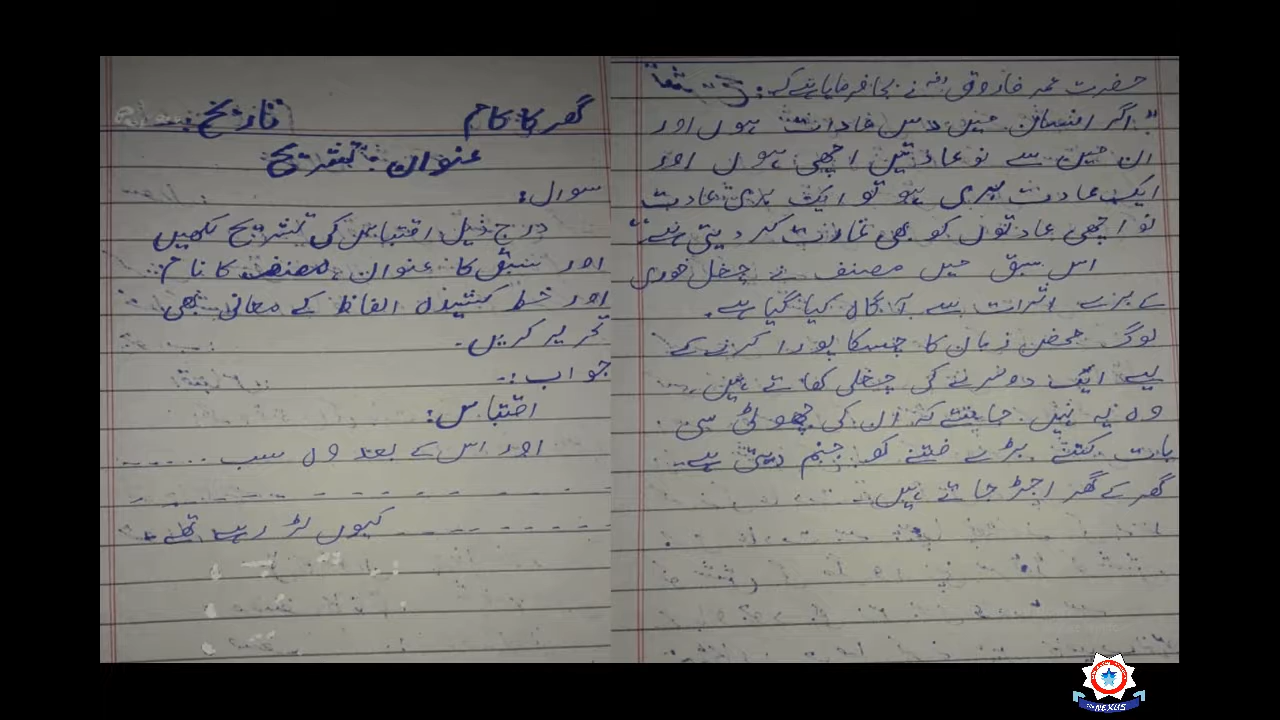 گھر کا کام
تاریخ:
عنوان: تشریح
سوال:
درج ذیل اقتباس کی تشریح لکھیں
اور سبق کا عنوان، مصنف کا نام
اور خط کشیدہ الفاظ کے معانی بھی
تحریر کریں۔
جواب:-
اقتباس:
اور اس کے بعد وہ سب ......
کیوں لڑ رہے تھے۔
حضرت عمر فاروق نے بجا فرمایا ہے کہ:
"اگر انسان میں دس عادات ہوں اور
ان میں سے نو عادتیں اچھی ہوں اور
ایک عادت بری ہو تو ایک بری عادت
نو اچھی عادتوں کو بھی غارت کر دیتی ہے"
اس سبق میں مصنف نے چغل خوری
کے برے اثرات سے آگاہ کیا گیا ہے۔
لوگ محض زبان کا چسکا پورا کرنے کے
لیے ایک دوسرے کی چغلی کھاتے ہیں۔
وہ یہ نہیں جانتے کہ ان کی چھوٹی سی
بات کتنے بڑے فتنے کو جنم دیتی ہے۔
گھر کے گھر اجڑ جاتے ہیں۔
NEXUS